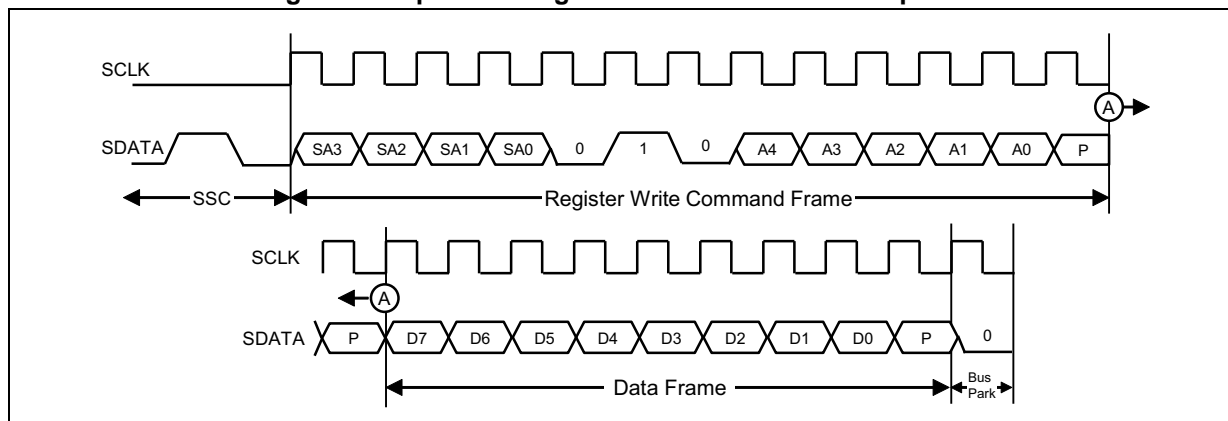 SCLK
A
SDATA SA3 SA2 SA1 SA0 0 1 0 A4 A3 A2 A1 A0 P
SSC Register Write Command Frame
SCLK
A
SDATA P D7 D6 D5 D4 D3 D2 D1 D0 P 0
Data Frame Bus
Park